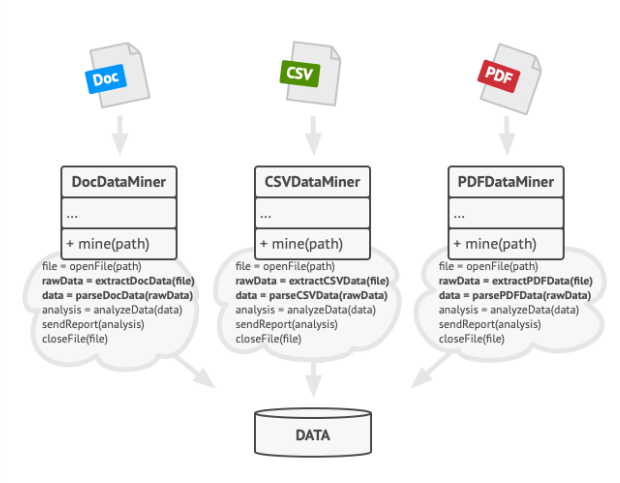 Doc
CSV
PDF
DocDataMiner
...
+ mine(path)
file = openFile(path)
rawData = extractDocData(file)
data = parseDocData(rawData)
analysis = analyzeData(data)
sendReport(analysis)
closeFile(file)
CSVDataMiner
...
+ mine(path)
file = openFile(path)
rawData = extractCSVData(file)
data = parseCSVData(rawData)
analysis = analyzeData(data)
sendReport(analysis)
closeFile(file)
PDFDataMiner
...
+ mine(path)
file = openFile(path)
rawData = extractPDFData(file)
data = parsePDFData(rawData)
analysis = analyzeData(data)
sendReport(analysis)
closeFile(file)
DATA